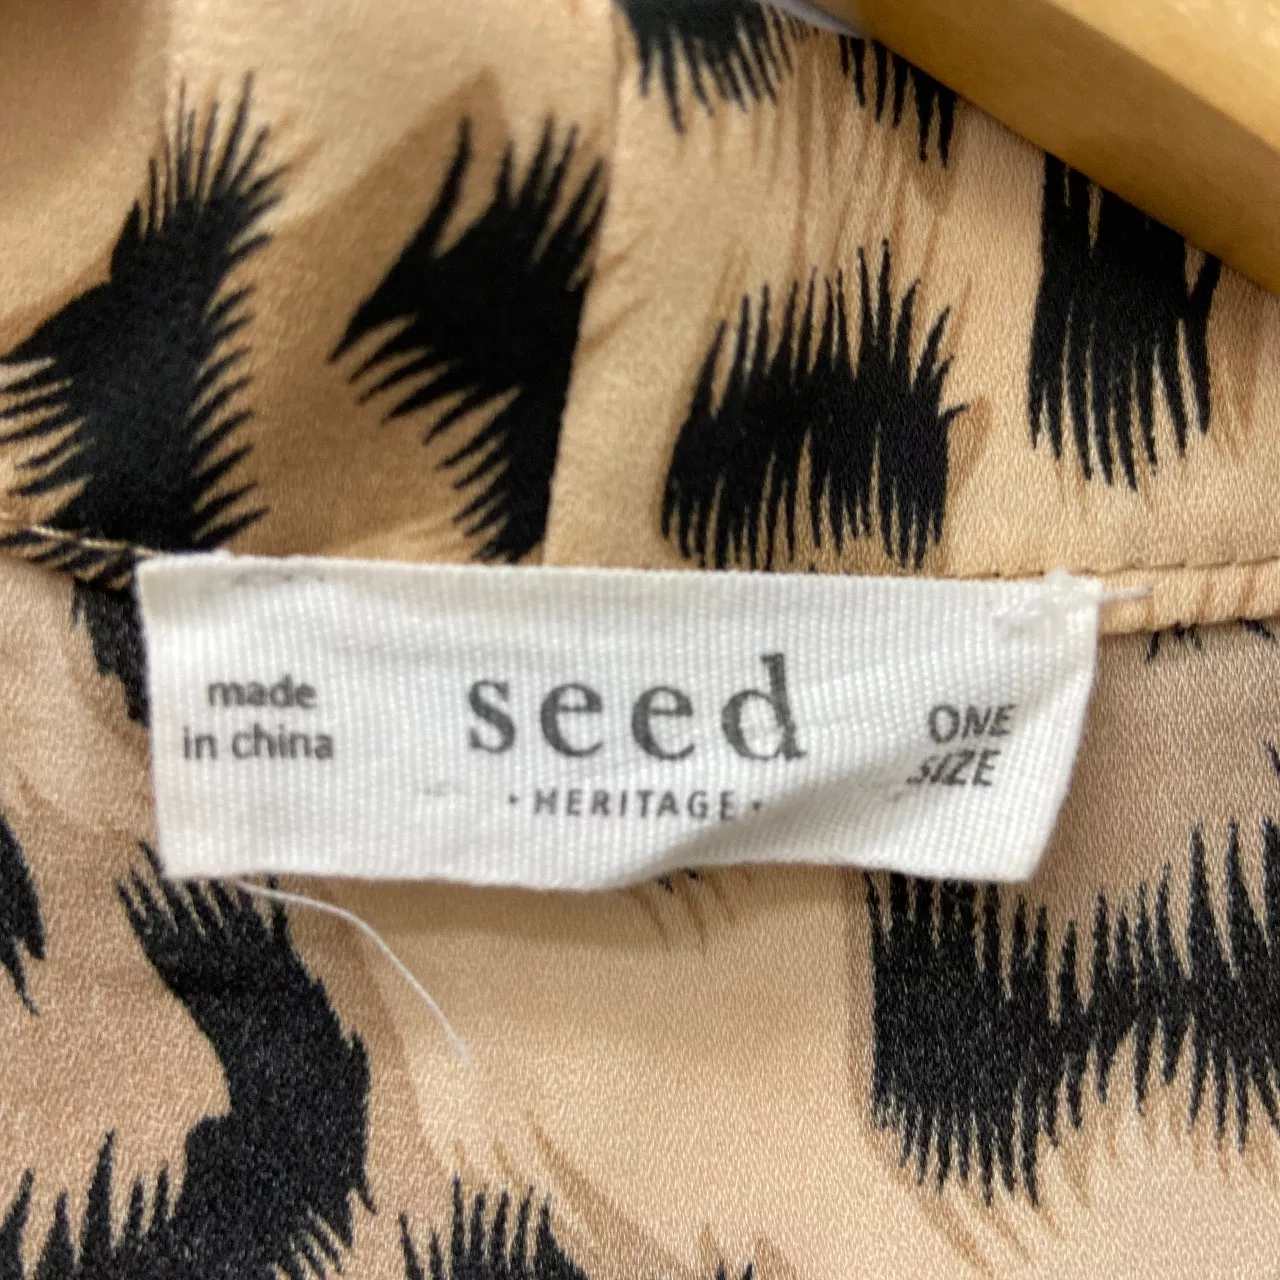 made
in china
seed
· HERITAGE ·
ONE
SIZE